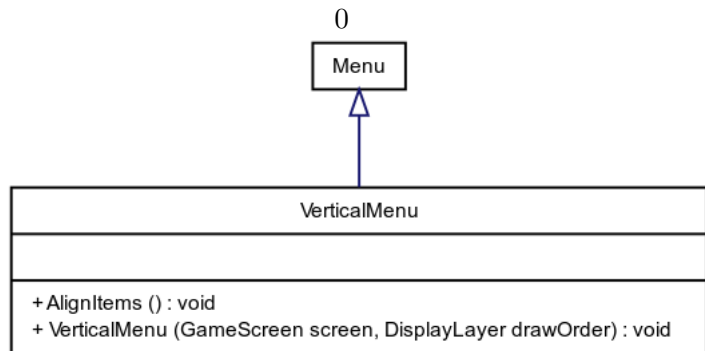 0
Menu
VerticalMenu
+ AlignItems () : void
+ VerticalMenu (GameScreen screen, DisplayLayer drawOrder) : void